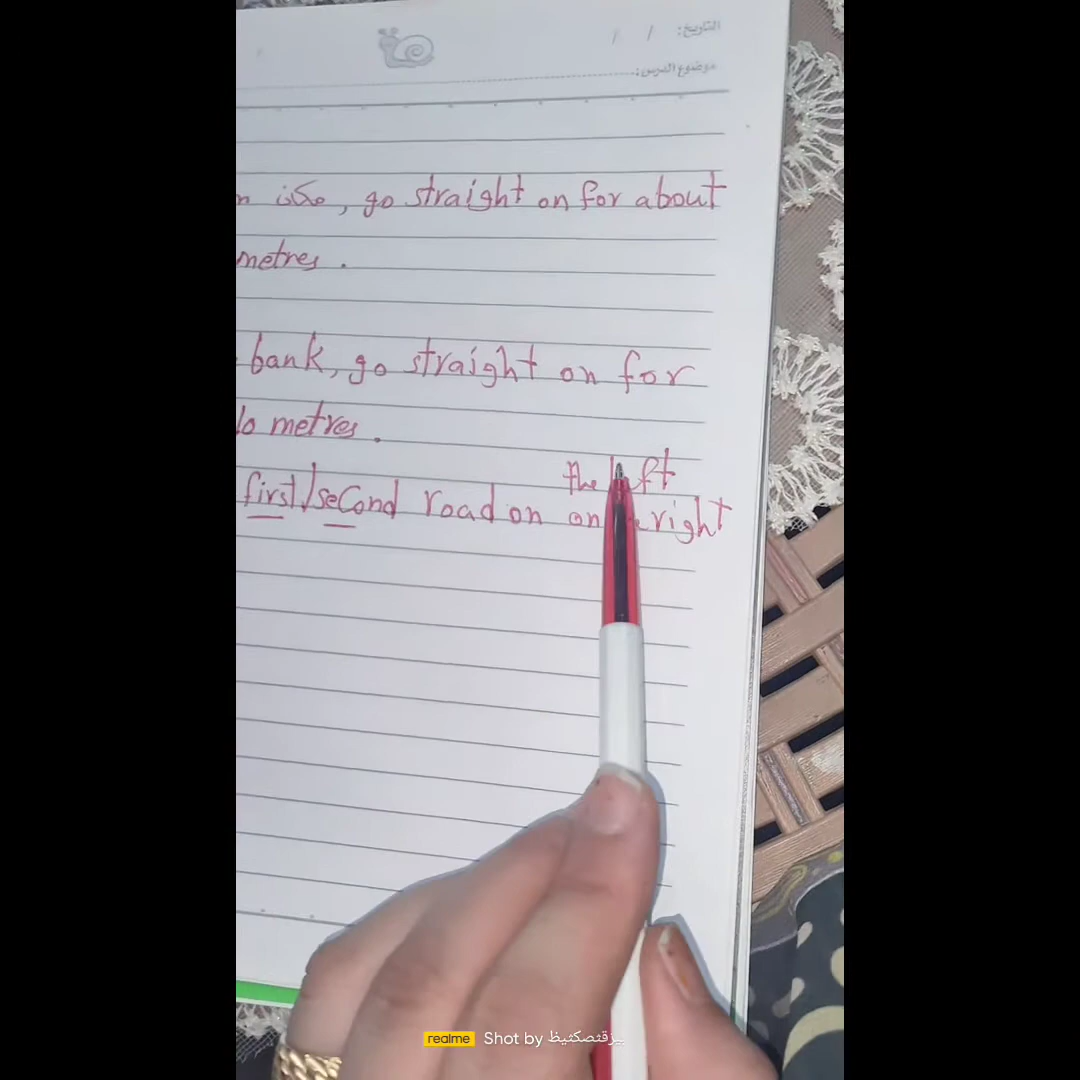 التاريخ: / /
موضوع الدرس:
مكان, go straight on for about
metres.
bank, go straight on for
metres.
the left
first/second road on on right
realme Shot by بيزقثصكثيظ